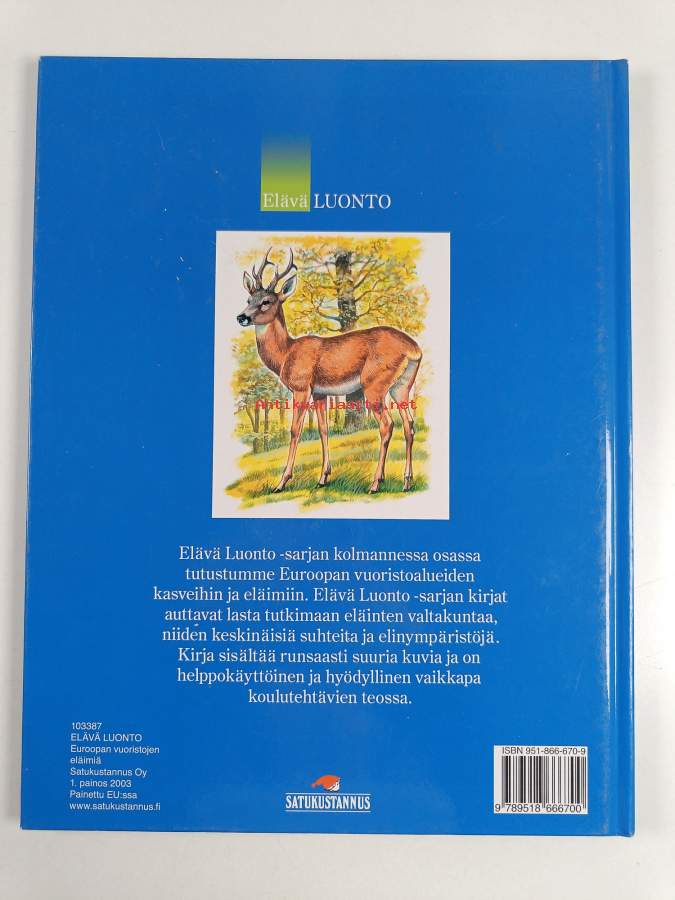 Elävä LUONTO
Antikvariaatti.net
Elävä Luonto -sarjan kolmannessa osassa
tutustumme Euroopan vuoristoalueiden
kasveihin ja eläimiin. Elävä Luonto -sarjan kirjat
auttavat lasta tutkimaan eläinten valtakuntaa,
niiden keskinäisiä suhteita ja elinympäristöjä.
Kirja sisältää runsaasti suuria kuvia ja on
helppokäyttöinen ja hyödyllinen vaikkapa
koulutehtävien teossa.
103387
ELÄVÄ LUONTO
Euroopan vuoristojen
eläimiä
Satukustannus Oy
1. painos 2003
Painettu EU:ssa
www.satukustannus.fi
SATUKUSTANNUS
ISBN 951-866-670-9
9 789518 666700